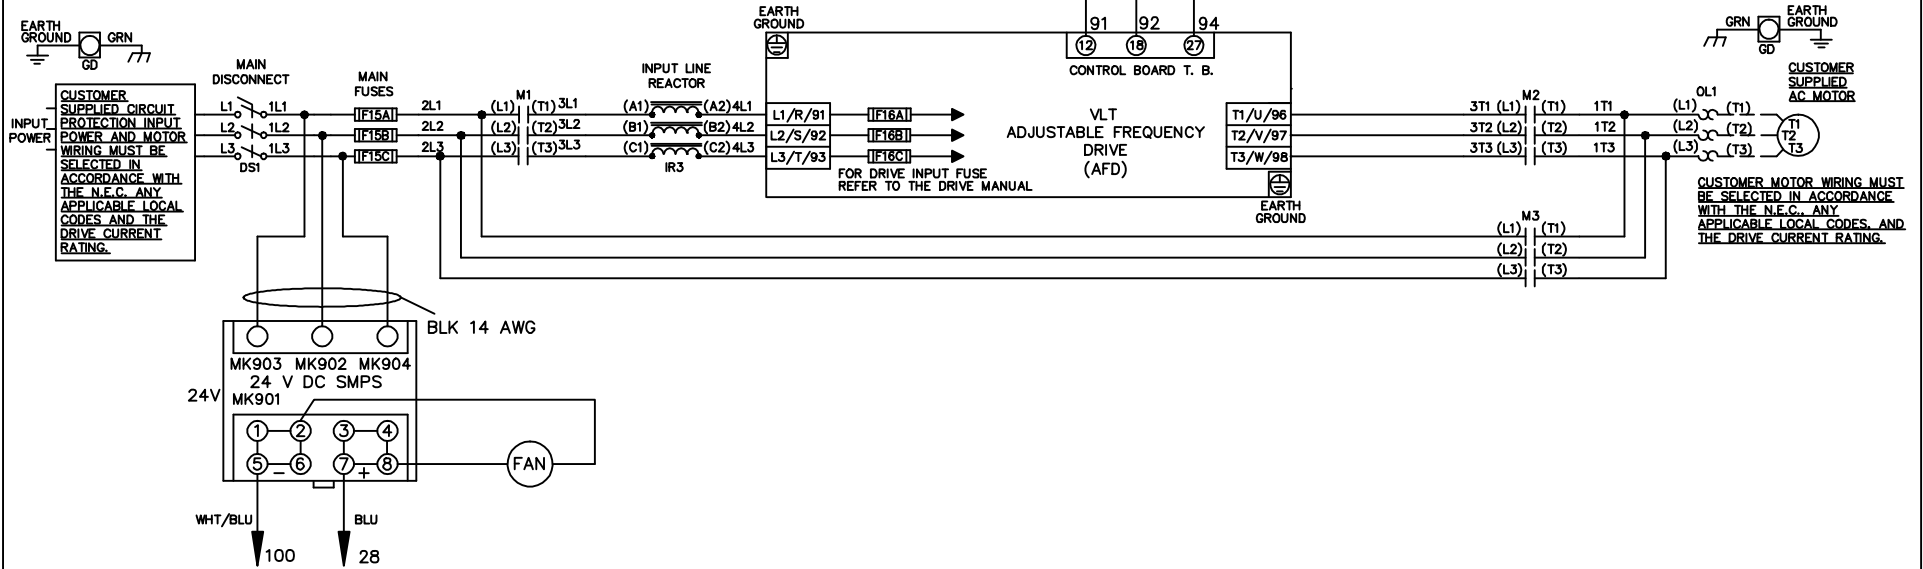 EARTH
GROUND
GRN
GD
MAIN
DISCONNECT
MAIN
FUSES
INPUT LINE
REACTOR
EARTH
GROUND
91
92
94
12
18
27
CONTROL BOARD T. B.
GRN
EARTH
GROUND
GD
CUSTOMER
SUPPLIED
AC MOTOR
INPUT
POWER
CUSTOMER
SUPPLIED CIRCUIT
PROTECTION INPUT
POWER AND MOTOR
WIRING MUST BE
SELECTED IN
ACCORDANCE WITH
THE N.E.C. ANY
APPLICABLE LOCAL
CODES AND THE
DRIVE CURRENT
RATING.
L1 1L1
L2 1L2
L3 1L3
DS1
F15A
F15B
F15C
2L1
2L2
2L3
M1
(L1) (T1) 3L1
(L2) (T2) 3L2
(L3) (T3) 3L3
(A1) (A2) 4L1
(B1) (B2) 4L2
(C1) (C2) 4L3
IR3
L1/R/91
L2/S/92
L3/T/93
F16A
F16B
F16C
FOR DRIVE INPUT FUSE
REFER TO THE DRIVE MANUAL
VLT
ADJUSTABLE FREQUENCY
DRIVE
(AFD)
T1/U/96
T2/V/97
T3/W/98
EARTH
GROUND
M2
3T1 (L1) (T1) 1T1
3T2 (L2) (T2) 1T2
3T3 (L3) (T3) 1T3
OL1
(L1) (T1)
(L2) (T2)
(L3) (T3)
T1
T2
T3
CUSTOMER MOTOR WIRING MUST
BE SELECTED IN ACCORDANCE
WITH THE N.E.C., ANY
APPLICABLE LOCAL CODES, AND
THE DRIVE CURRENT RATING.
M3
(L1) (T1)
(L2) (T2)
(L3) (T3)
BLK 14 AWG
MK903 MK902 MK904
24 V DC SMPS
24V
MK901
1 2 3 4
5 - 6 7 + 8
FAN
WHT/BLU
BLU
100
28